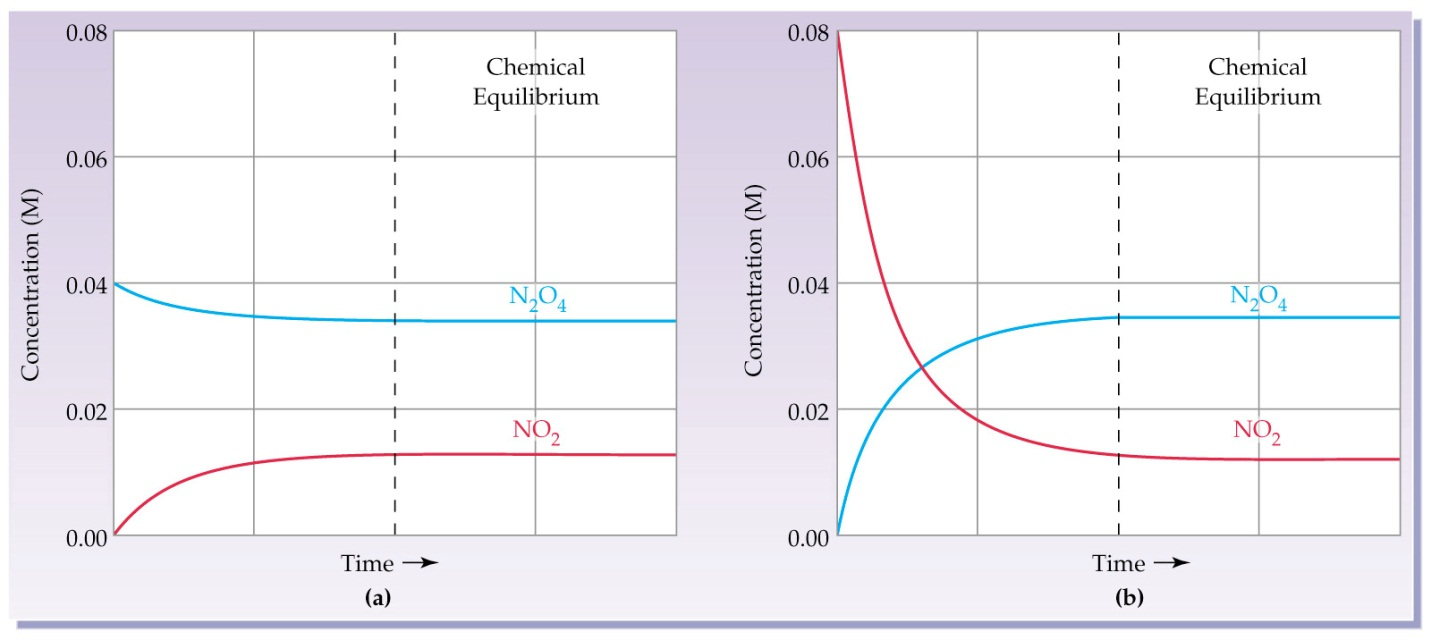 0.08
0.06
0.04
0.02
0.00
Concentration (M)
Chemical
Equilibrium
N₂O₄
NO₂
Time →
(a)
0.08
0.06
0.04
0.02
0.00
Concentration (M)
Chemical
Equilibrium
N₂O₄
NO₂
Time →
(b)